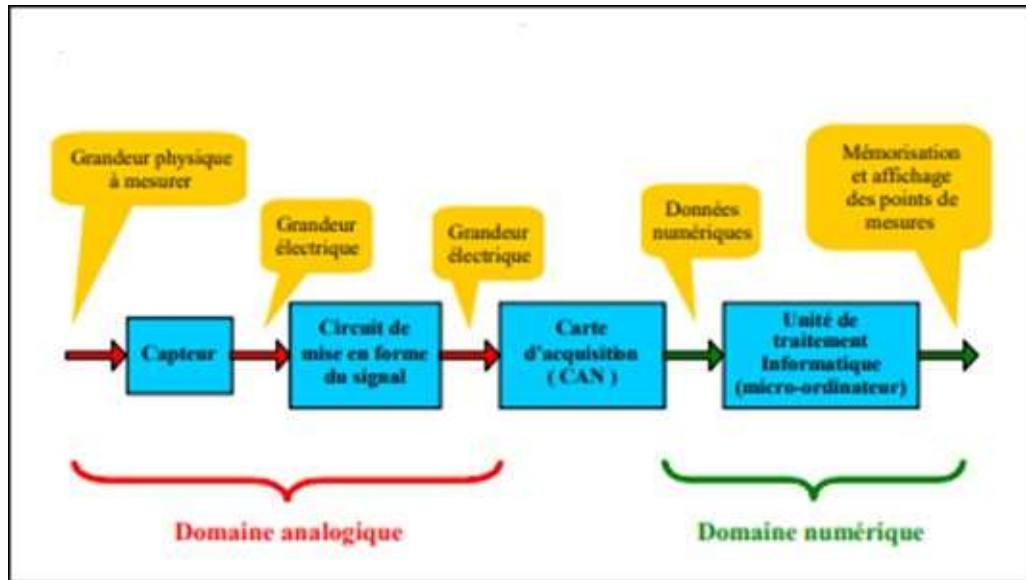 Grandeur physique
à mesurer
Grandeur
électrique
Grandeur
électrique
Données
numériques
Mémorisation
et affichage
des points de
mesures
Capteur
Circuit de
mise en forme
du signal
Carte
d'acquisition
( CAN )
Unité de
traitement
Informatique
(micro-ordinateur)
Domaine analogique
Domaine numérique